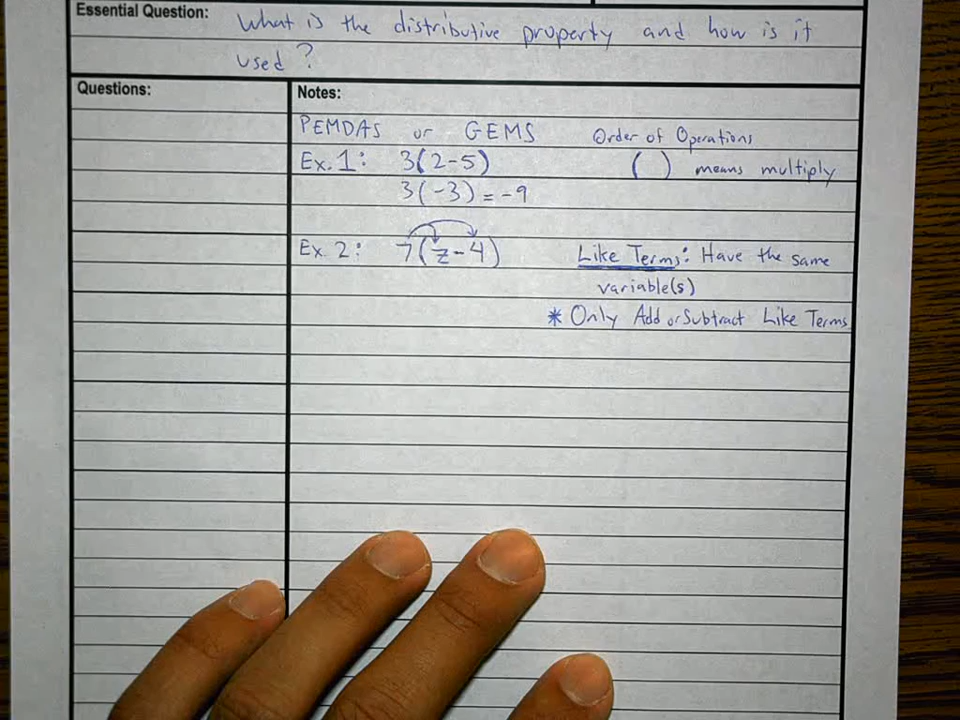 Essential Question: What is the distributive property and how is it
used?
Questions:
Notes:
PEMDAS or GEMS Order of Operations
Ex. 1: 3(2-5) ( ) means multiply
3(-3) = -9
Ex. 2: 7(z-4) Like Terms: Have the same
variable(s)
* Only Add or Subtract Like Terms